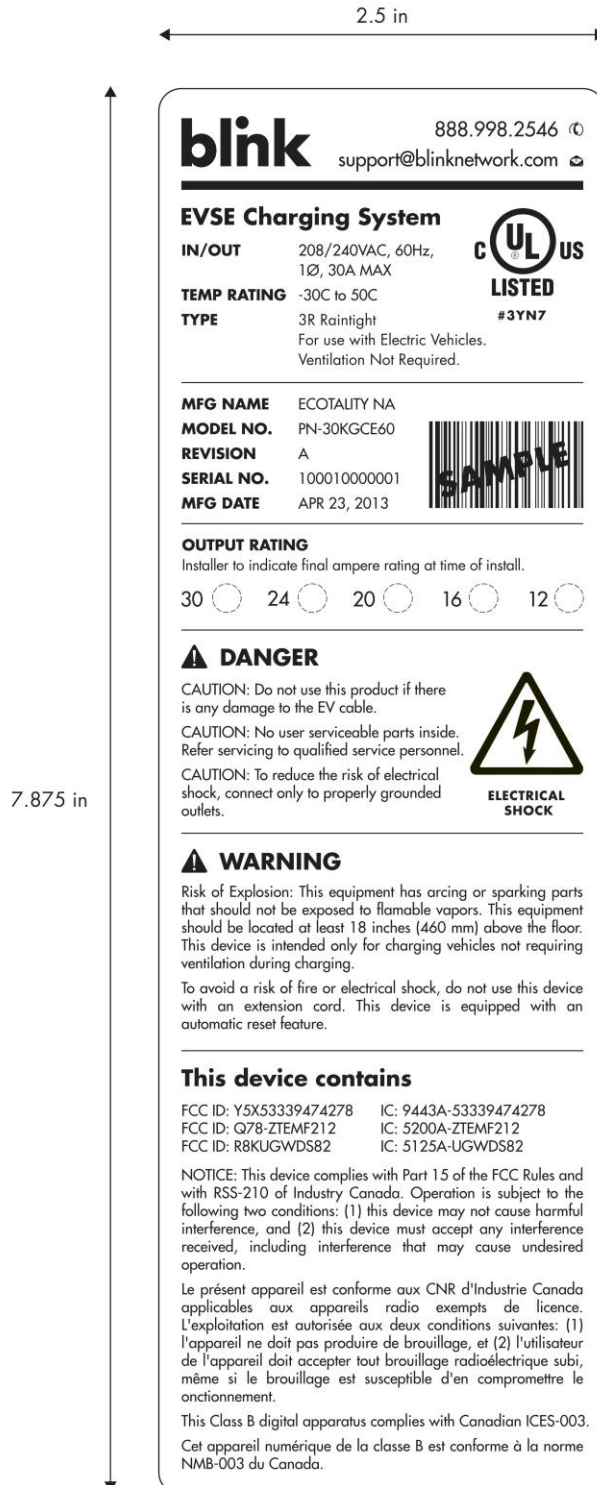 2.5 in
7.875 in
blink
888.998.2546
support@blinknetwork.com
EVSE Charging System
IN/OUT 208/240VAC, 60Hz,
1Ø, 30A MAX
TEMP RATING -30C to 50C
TYPE 3R Raintight
For use with Electric Vehicles.
Ventilation Not Required.
C UL ® US
LISTED
#3YN7
MFG NAME ECOTALITY NA
MODEL NO. PN-30KGCE60
REVISION A
SERIAL NO. 100010000001
MFG DATE APR 23, 2013
SAMPLE
OUTPUT RATING
Installer to indicate final ampere rating at time of install.
30 24 20 16 12
DANGER
CAUTION: Do not use this product if there
is any damage to the EV cable.
CAUTION: No user serviceable parts inside.
Refer servicing to qualified service personnel.
CAUTION: To reduce the risk of electrical
shock, connect only to properly grounded
outlets.
ELECTRICAL
SHOCK
WARNING
Risk of Explosion: This equipment has arcing or sparking parts
that should not be exposed to flamable vapors. This equipment
should be located at least 18 inches (460 mm) above the floor.
This device is intended only for charging vehicles not requiring
ventilation during charging.
To avoid a risk of fire or electrical shock, do not use this device
with an extension cord. This device is equipped with an
automatic reset feature.
This device contains
FCC ID: Y5X53339474278 IC: 9443A-53339474278
FCC ID: Q78-ZTEMF212 IC: 5200A-ZTEMF212
FCC ID: R8KUGWDS82 IC: 5125A-UGWDS82
NOTICE: This device complies with Part 15 of the FCC Rules and
with RSS-210 of Industry Canada. Operation is subject to the
following two conditions: (1) this device may not cause harmful
interference, and (2) this device must accept any interference
received, including interference that may cause undesired
operation.
Le présent appareil est conforme aux CNR d'Industrie Canada
applicables aux appareils radio exempts de licence.
L'exploitation est autorisée aux deux conditions suivantes: (1)
l'appareil ne doit pas produire de brouillage, et (2) l'utilisateur
de l'appareil doit accepter tout brouillage radioélectrique subi,
même si le brouillage est susceptible d'en compromettre le
onctionnement.
This Class B digital apparatus complies with Canadian ICES-003.
Cet appareil numérique de la classe B est conforme à la norme
NMB-003 du Canada.